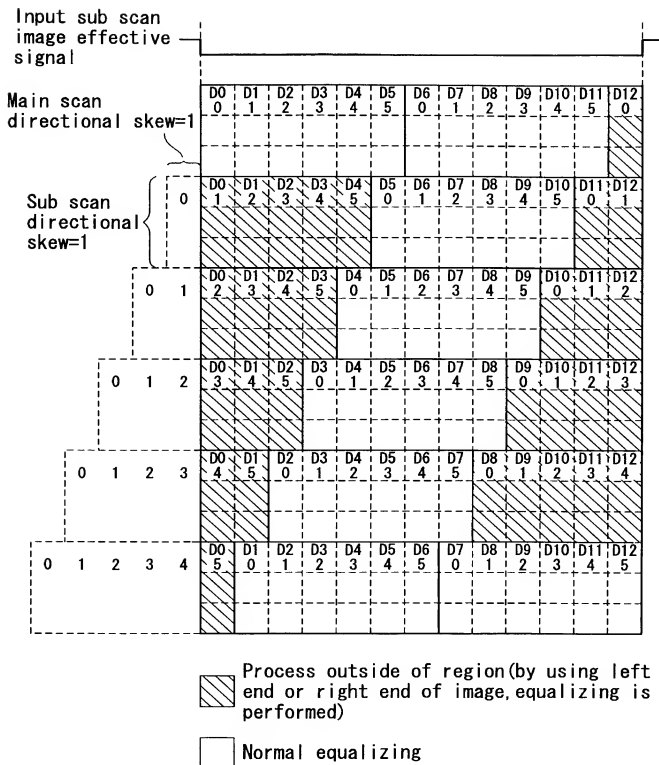 Input sub scan
image effective
signal
Main scan
directional skew=1
D0 D1 D2 D3 D4 D5 D6 D7 D8 D9 D10 D11 D12
0 1 2 3 4 5 0 1 2 3 4 5 0
Sub scan
directional
skew=1
D0 D1 D2 D3 D4 D5 D6 D7 D8 D9 D10 D11 D12
0 1 2 3 4 5 0 1 2 3 4 5 0 1
D0 D1 D2 D3 D4 D5 D6 D7 D8 D9 D10 D11 D12
0 1 2 3 4 5 0 1 2 3 4 5 0 1 2
D0 D1 D2 D3 D4 D5 D6 D7 D8 D9 D10 D11 D12
0 1 2 3 4 5 0 1 2 3 4 5 0 1 2 3
D0 D1 D2 D3 D4 D5 D6 D7 D8 D9 D10 D11 D12
0 1 2 3 4 5 0 1 2 3 4 5 0 1 2 3 4
D0 D1 D2 D3 D4 D5 D6 D7 D8 D9 D10 D11 D12
0 1 2 3 4 5 0 1 2 3 4 5 0 1 2 3 4 5
Process outside of region(by using left
end or right end of image,equalizing is
performed)
Normal equalizing